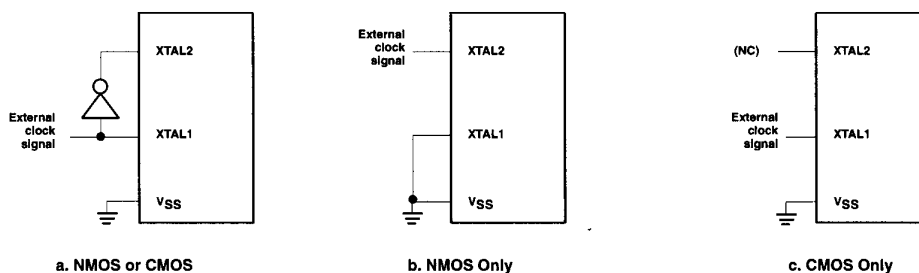 XTAL2
External
clock
signal
XTAL1
VSS
a. NMOS or CMOS
External
clock
signal
XTAL2
XTAL1
VSS
b. NMOS Only
(NC)
XTAL2
External
clock
signal
XTAL1
VSS
c. CMOS Only